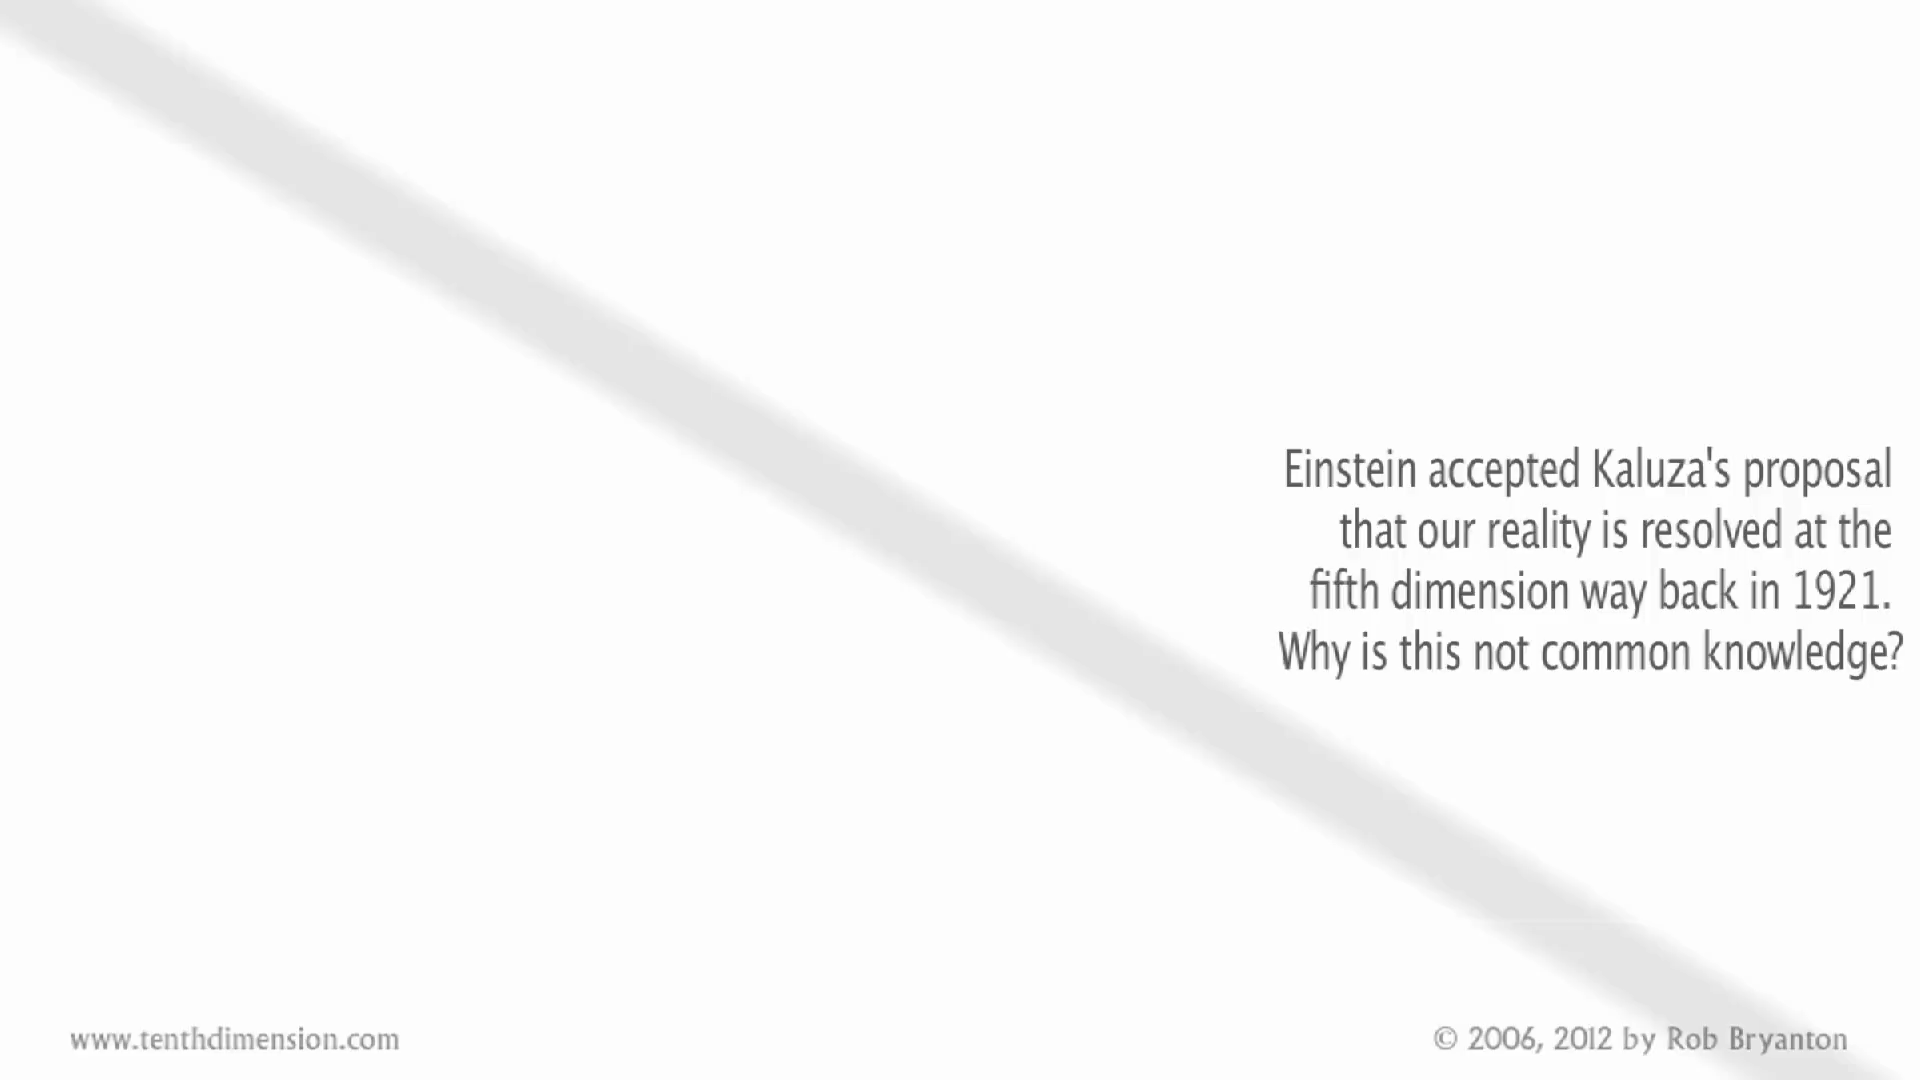 Einstein accepted Kaluza's proposal
that our reality is resolved at the
fifth dimension way back in 1921.
Why is this not common knowledge?
www.tenthdimension.com
© 2006, 2012 by Rob Bryanton